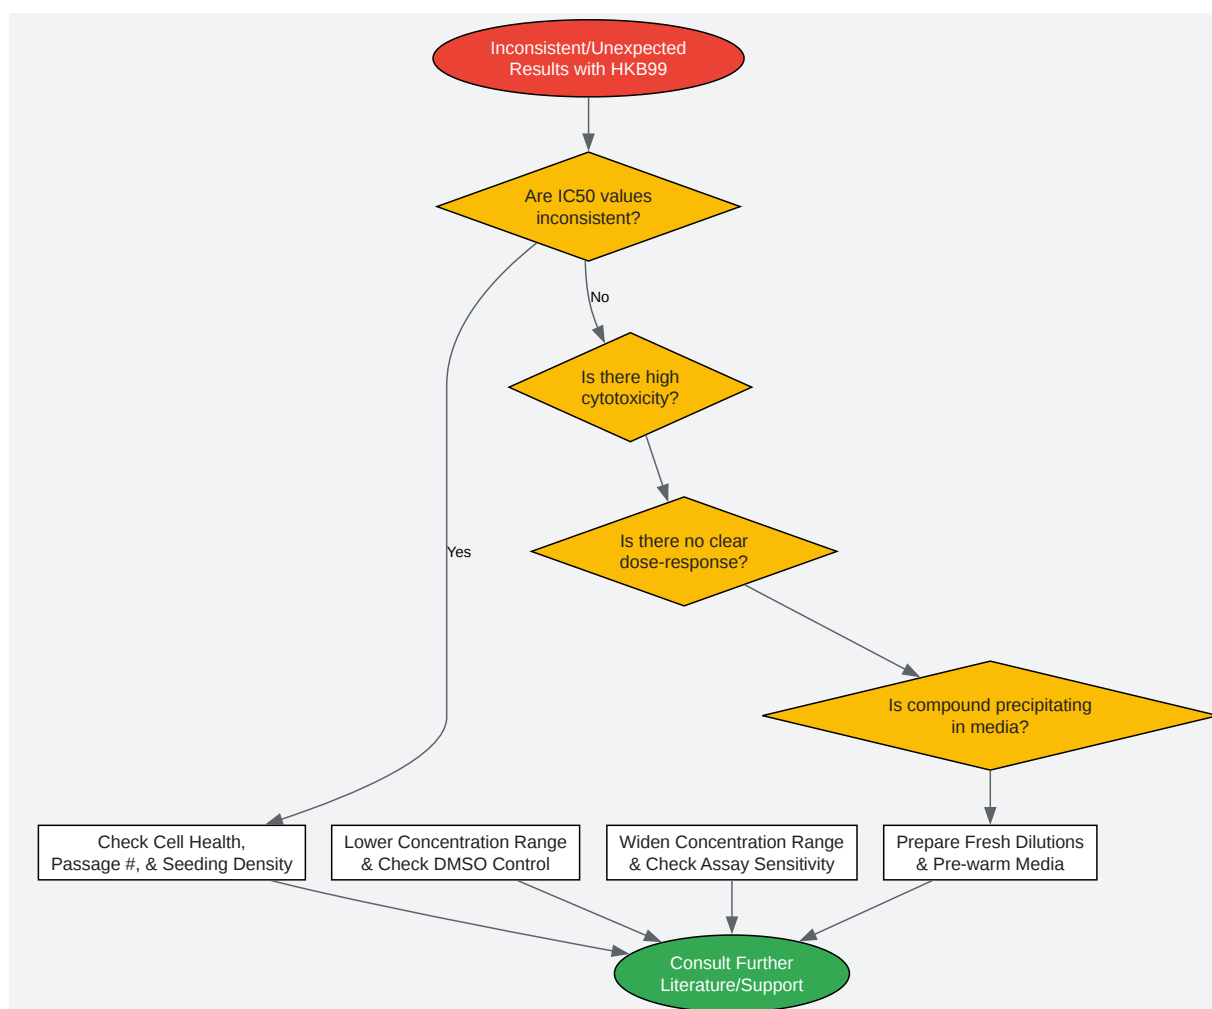 Inconsistent/Unexpected
Results with HKB99
Are IC50 values
inconsistent?
No
Is there high
cytotoxicity?
Is there no clear
dose-response?
Yes
Is compound precipitating
in media?
Check Cell Health,
Passage #, & Seeding Density
Lower Concentration Range
& Check DMSO Control
Widen Concentration Range
& Check Assay Sensitivity
Prepare Fresh Dilutions
& Pre-warm Media
Consult Further
Literature/Support